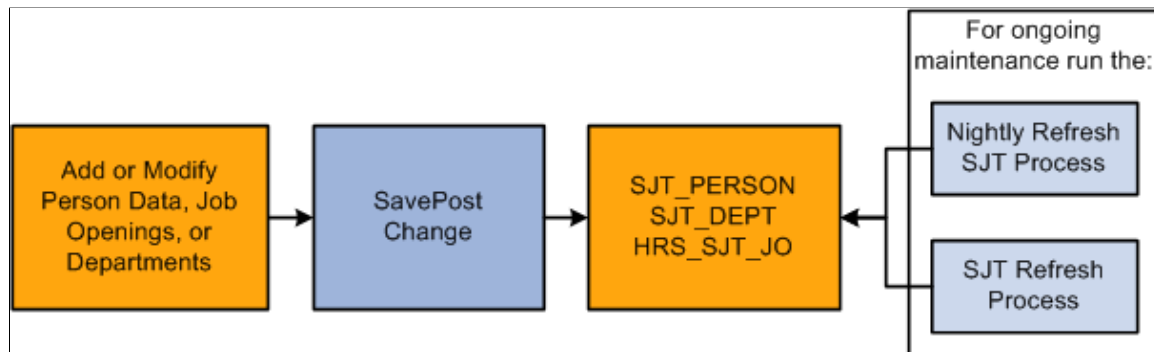 Add or Modify
Person Data, Job
Openings, or
Departments
SavePost
Change
SJT_PERSON
SJT_DEPT
HRS_SJT_JO
For ongoing
maintenance run the:
Nightly Refresh
SJT Process
SJT Refresh
Process